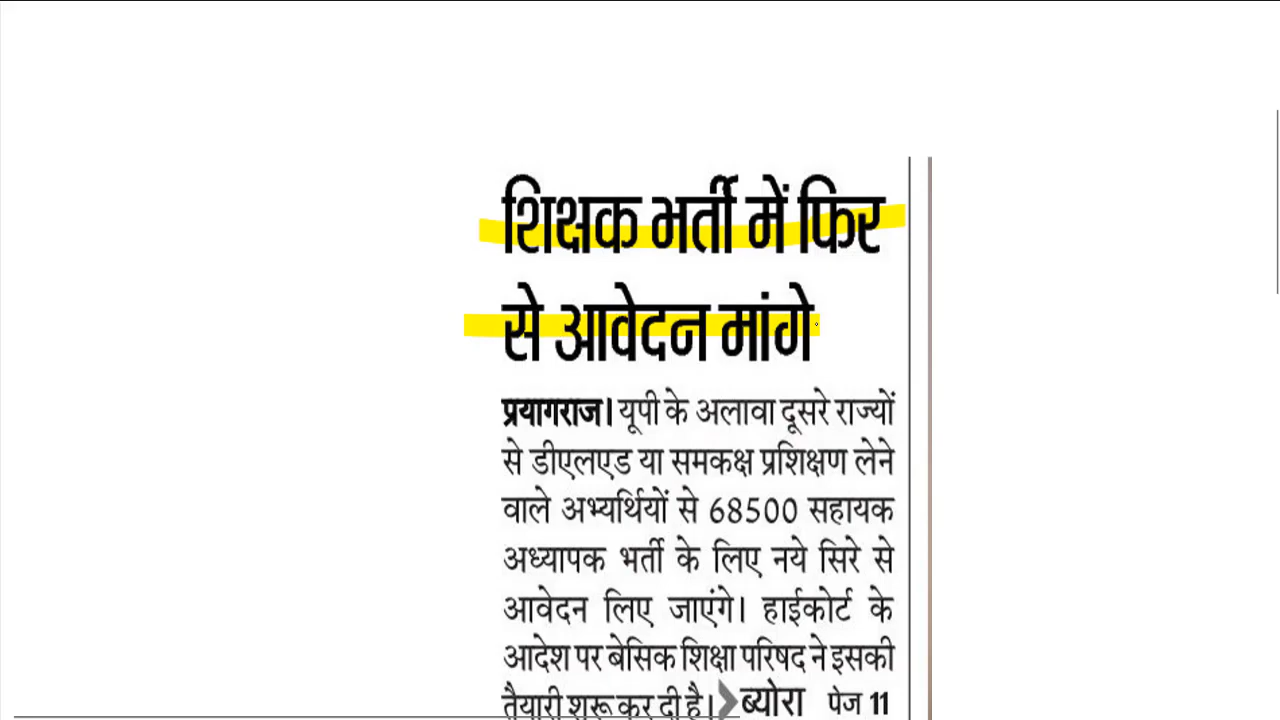 शिक्षक भर्ती में फिर
से आवेदन मांगे
प्रयागराज। यूपी के अलावा दूसरे राज्यों
से डीएलएड या समकक्ष प्रशिक्षण लेने
वाले अभ्यर्थियों से 68500 सहायक
अध्यापक भर्ती के लिए नये सिरे से
आवेदन लिए जाएंगे। हाईकोर्ट के
आदेश पर बेसिक शिक्षा परिषद ने इसकी
तैयारी शुरू कर दी है। ब्योरा पेज 11